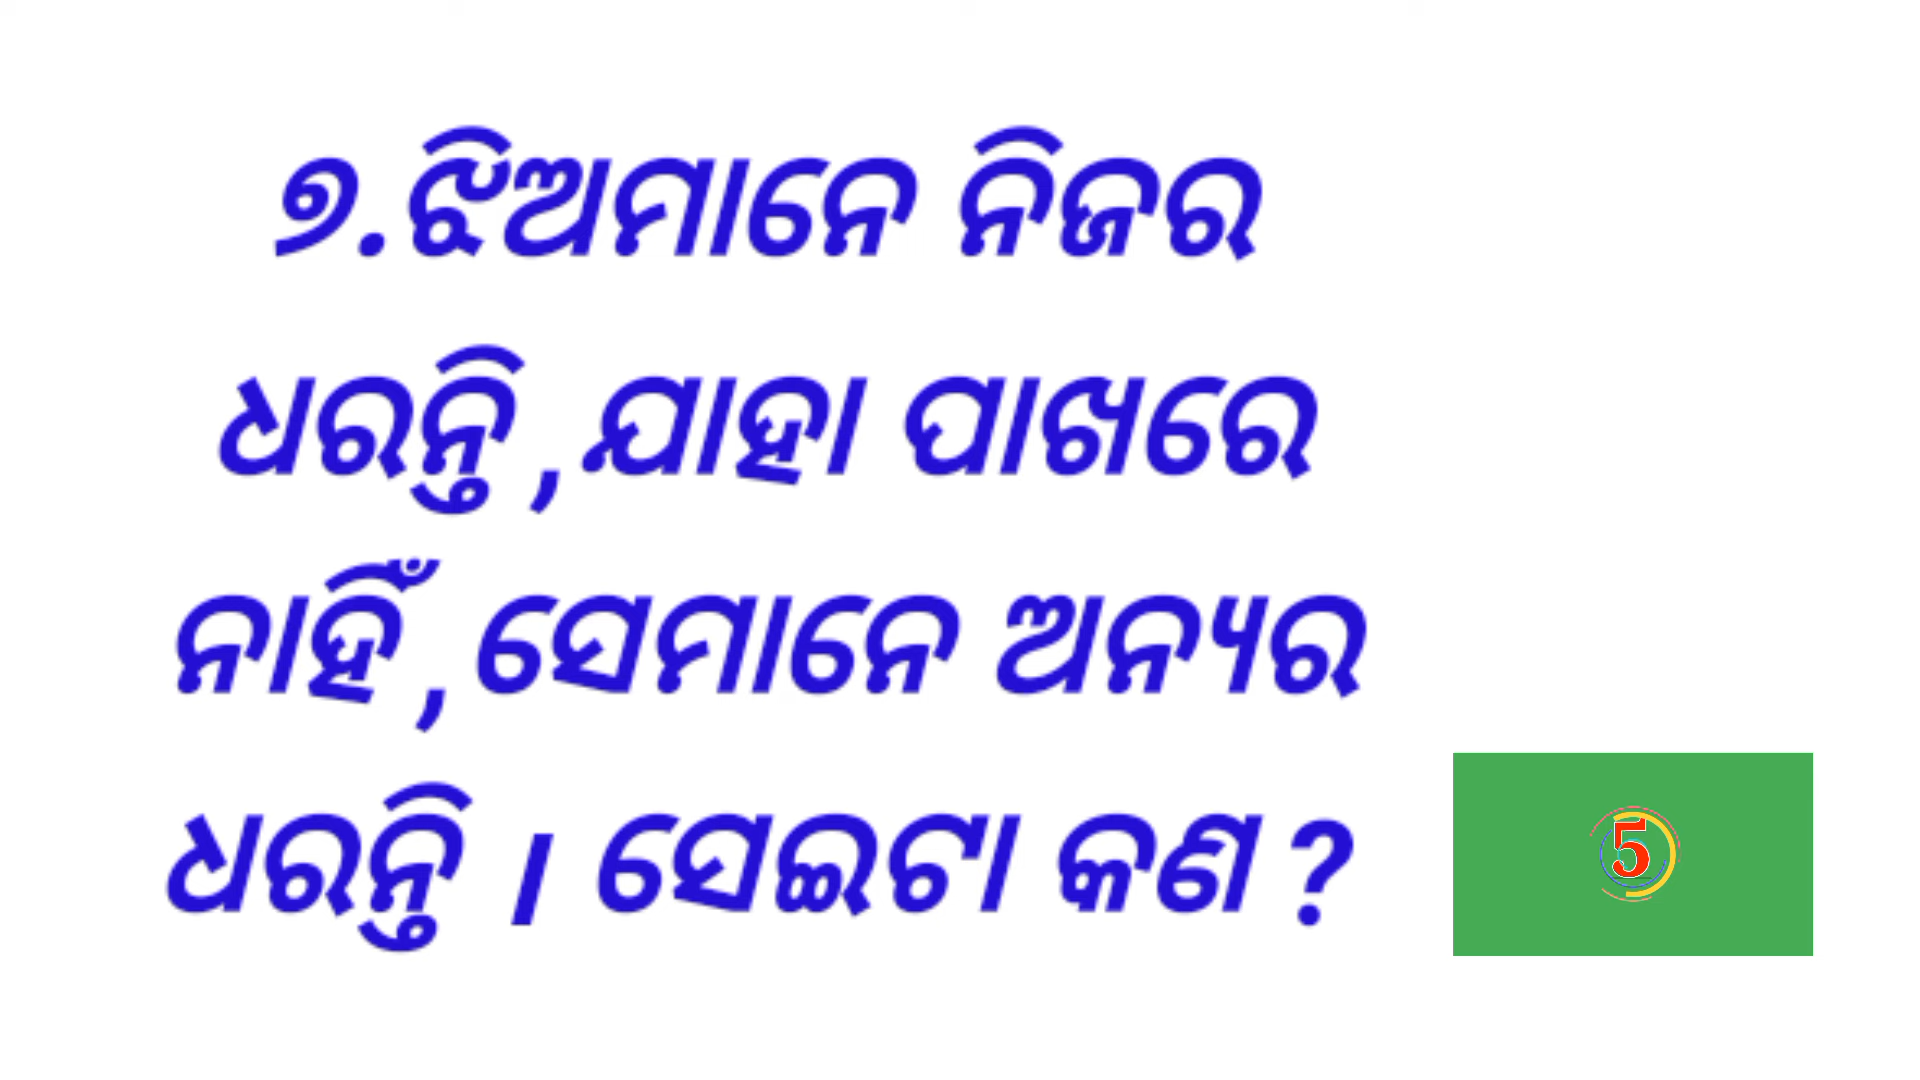 ୭.ଝିଅମାନେ ନିଜର
ଧରନ୍ତି ,ଯାହା ପାଖରେ
ନାହିଁ ,ସେମାନେ ଅନ୍ୟର
ଧରନ୍ତି । ସେଇଟା କଣ ?
5